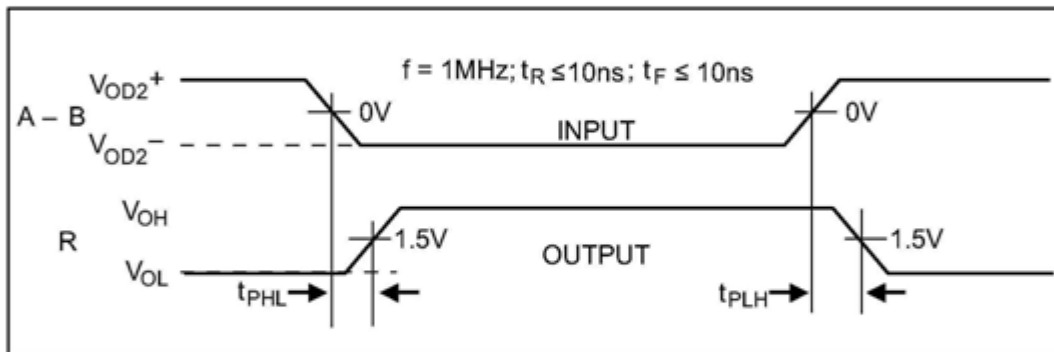 f = 1MHz; tR ≤ 10ns; tF ≤ 10ns
VOD2+
A – B
0V
0V
INPUT
VOD2–
VOH
R
1.5V
1.5V
OUTPUT
VOL
tPHL
tPLH